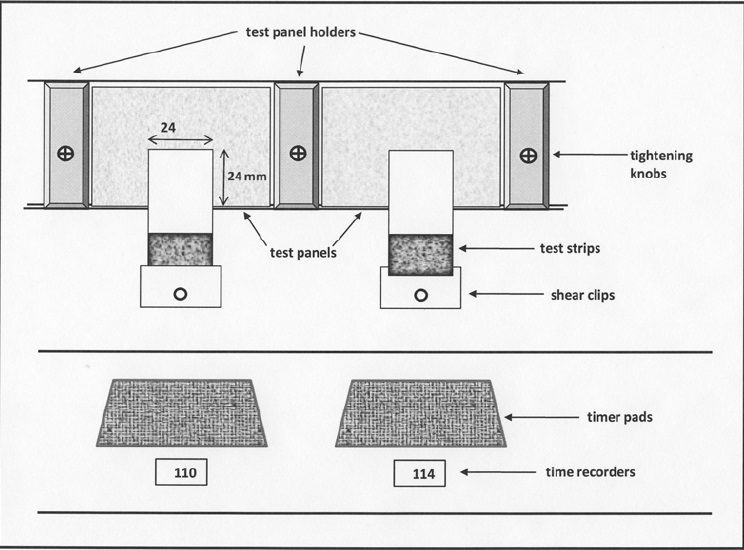 test panel holders
24
24 mm
tightening
knobs
test panels
test strips
shear clips
timer pads
110
114
time recorders